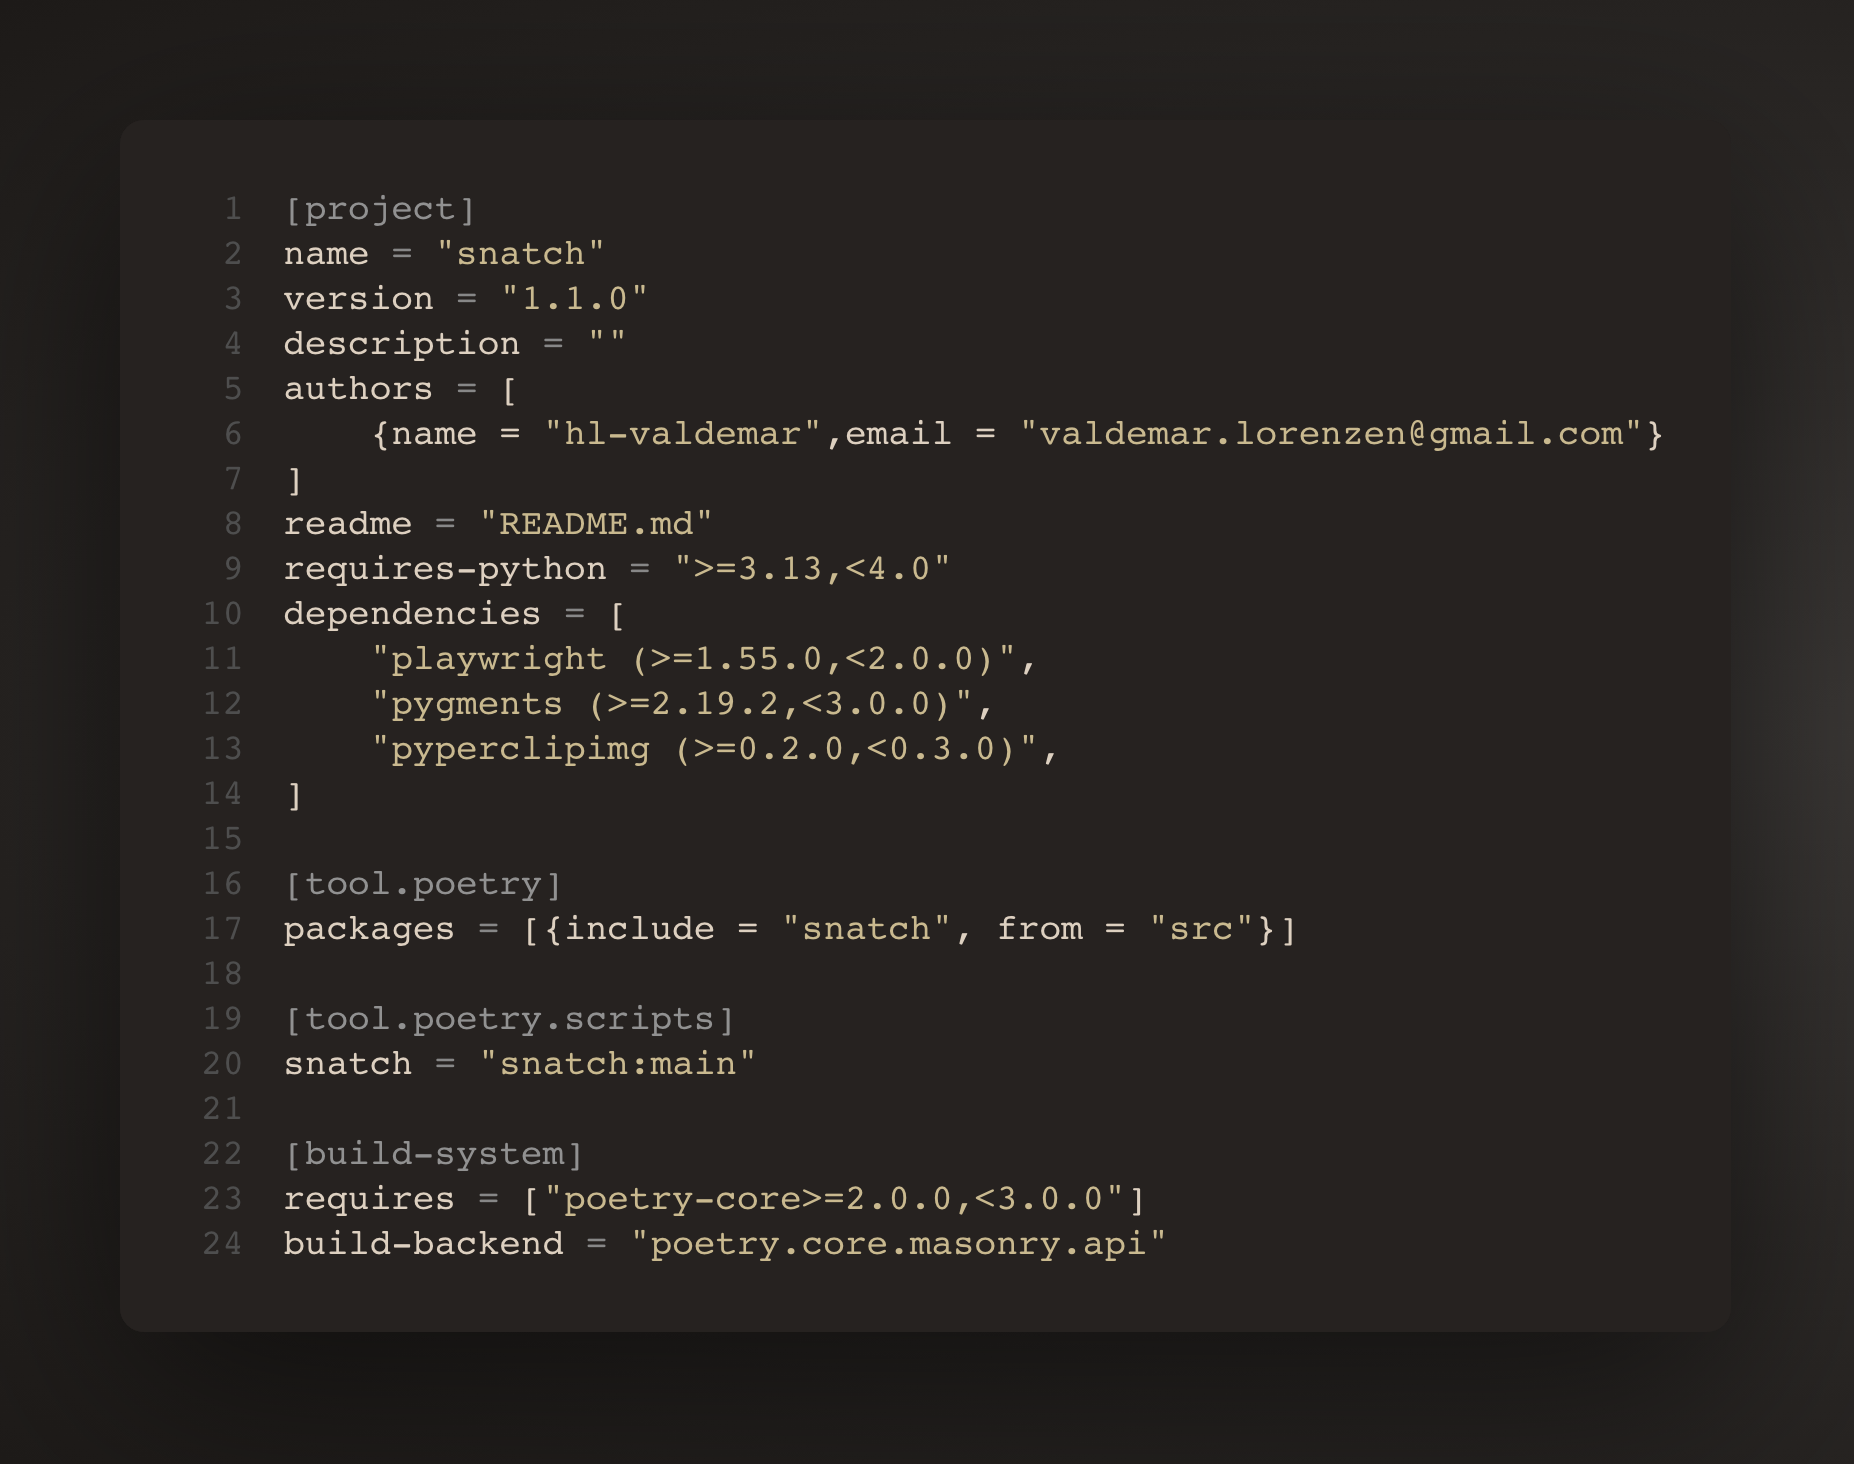 1 [project]
2 name = "snatch"
3 version = "1.1.0"
4 description = ""
5 authors = [
6     {name = "hl-valdemar",email = "valdemar.lorenzen@gmail.com"}
7 ]
8 readme = "README.md"
9 requires-python = ">=3.13,<4.0"
10 dependencies = [
11     "playwright (>=1.55.0,<2.0.0)",
12     "pygments (>=2.19.2,<3.0.0)",
13     "pyperclipimg (>=0.2.0,<0.3.0)",
14 ]
15
16 [tool.poetry]
17 packages = [{include = "snatch", from = "src"}]
18
19 [tool.poetry.scripts]
20 snatch = "snatch:main"
21
22 [build-system]
23 requires = ["poetry-core>=2.0.0,<3.0.0"]
24 build-backend = "poetry.core.masonry.api"